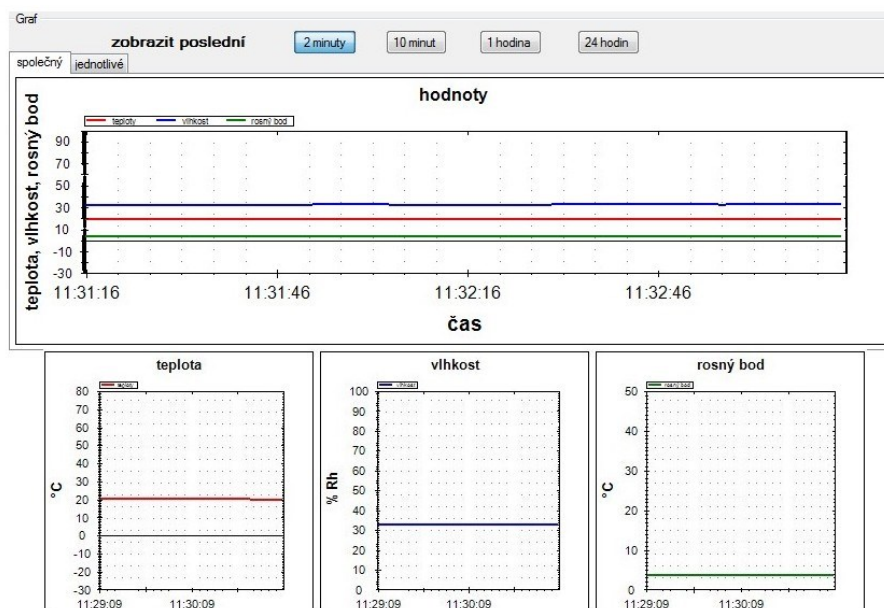 Graf
zobrazit poslední 2 minuty 10 minut 1 hodina 24 hodin
společný jednotlivé
hodnoty
teploty vlhkost rosný bod
teplota, vlhkost, rosný bod
90
70
50
30
10
-10
-30
11:31:16 11:31:46 11:32:16 11:32:46
čas
teplota
teploty
°C
80
70
60
50
40
30
20
10
0
-10
-20
-30
11:29:09 11:30:09
vlhkost
vlhkost
% Rh
100
90
80
70
60
50
40
30
20
10
0
11:29:09 11:30:09
rosný bod
rosný bod
°C
50
40
30
20
10
0
11:29:09 11:30:09